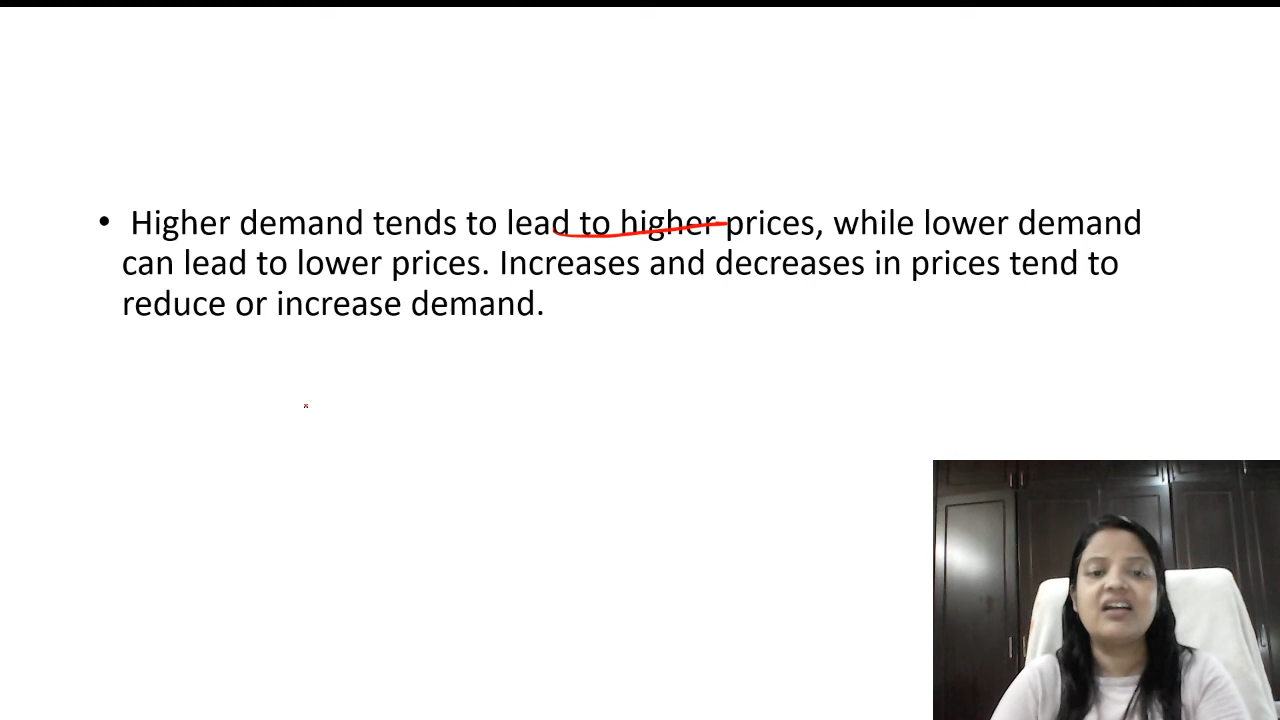 • Higher demand tends to lead to higher prices, while lower demand
can lead to lower prices. Increases and decreases in prices tend to
reduce or increase demand.